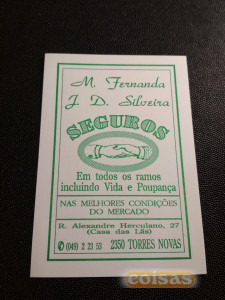 M. Fernanda
J. D. Silveira
SEGUROS
Em todos os ramos
incluindo Vida e Poupança
NAS MELHORES CONDIÇÕES
DO MERCADO
R. Alexandre Herculano, 27
(Casa das Lãs)
(049) 2 23 53 2350 TORRES NOVAS
coisas